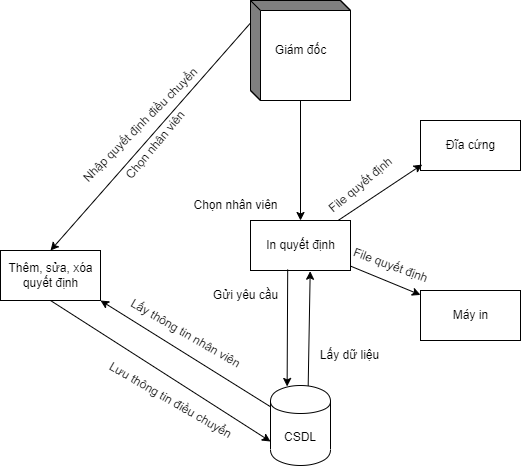 Giám đốc
Nhập quyết định điều chuyển
Chọn nhân viên
Đĩa cứng
File quyết định
Chọn nhân viên
In quyết định
File quyết định
Thêm, sửa, xóa
quyết định
Gửi yêu cầu
Máy in
Lấy thông tin nhân viên
Lấy dữ liệu
Lưu thông tin điều chuyển
CSDL